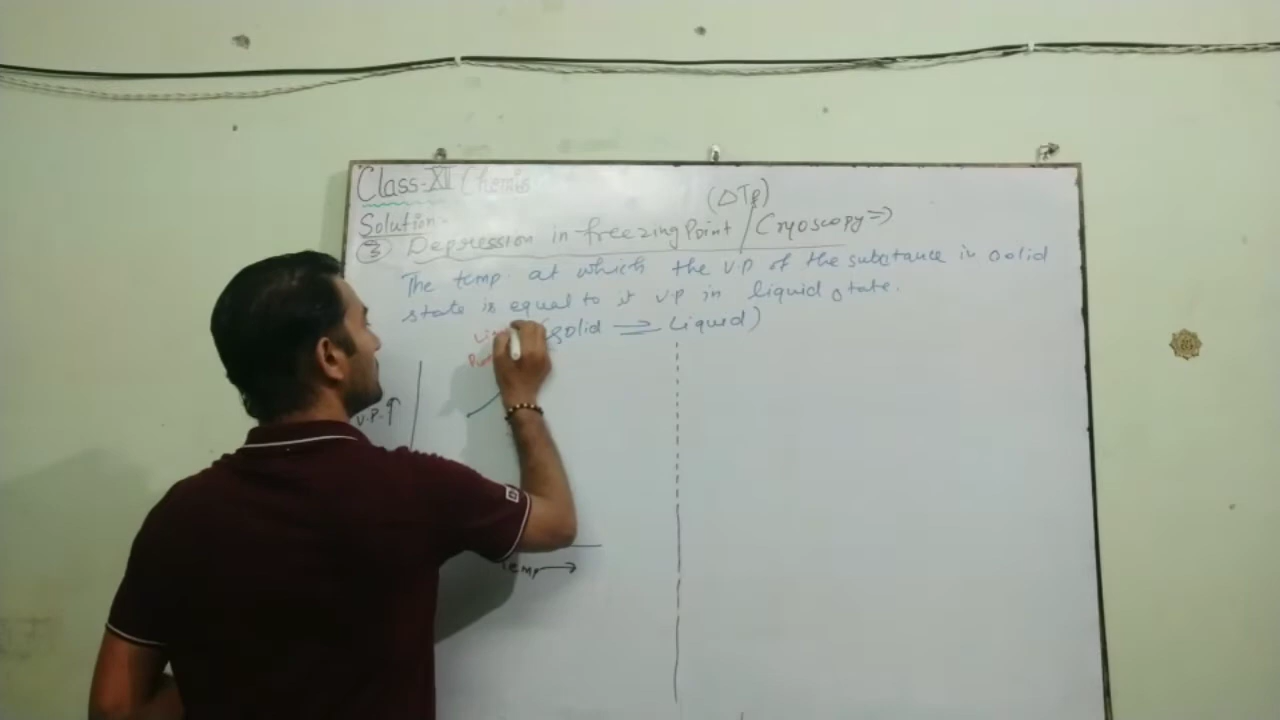 Class-XII Chemis
(ΔTf)
Solution-
③ Depression in freezing Point / Cryoscopy ⇒
The temp. at which the V.P of the substance in solid
state is equal to it V.P in liquid state.
(solid ⇌ Liquid)
V.P. ↑
Temp →